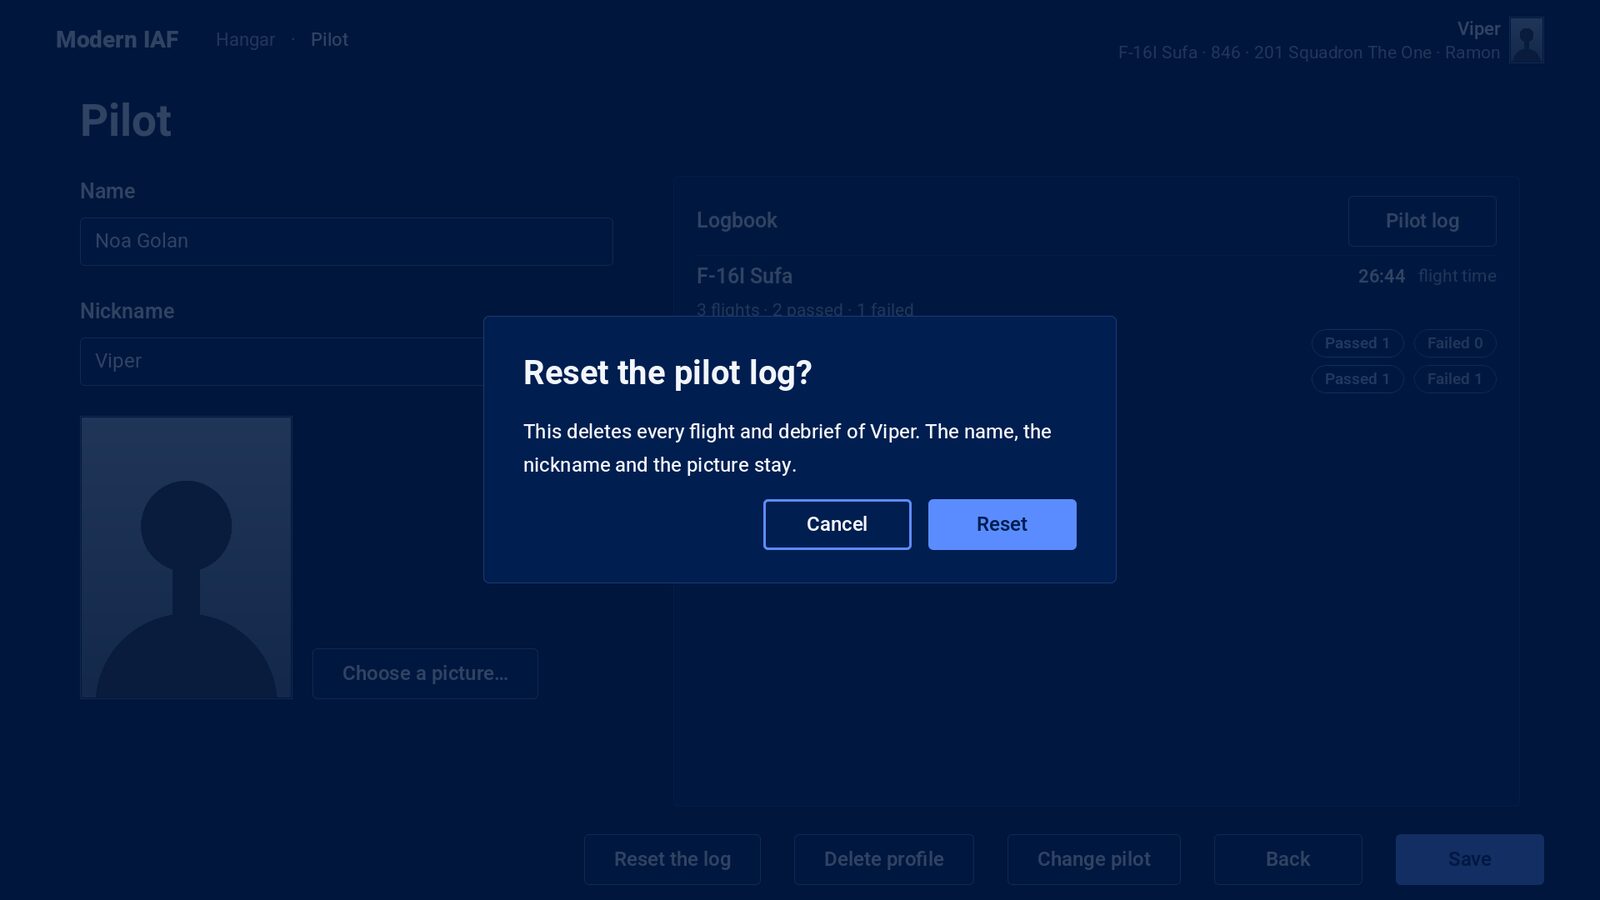 Modern IAF Hangar · Pilot
Viper
F-16I Sufa · 846 · 201 Squadron The One · Ramon
Pilot
Name
Noa Golan
Nickname
Viper
Choose a picture…
Logbook
Pilot log
F-16I Sufa
26:44 flight time
3 flights · 2 passed · 1 failed
Passed 1 Failed 0
Passed 1 Failed 1
Reset the pilot log?
This deletes every flight and debrief of Viper. The name, the
nickname and the picture stay.
Cancel Reset
Reset the log Delete profile Change pilot Back Save